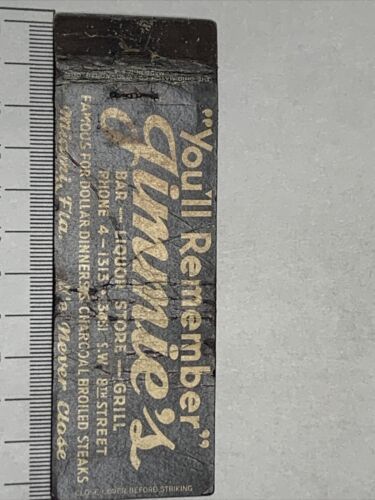 "You'll Remember"
Jimmie's
BAR — LIQUOR STORE — GRILL
PHONE 4-1313 S.W. 8TH STREET
FAMOUS FOR DOLLAR DINNERS & CHARCOAL BROILED STEAKS
Miami, Fla. We Never Close
CLOSE COVER BEFORE STRIKING